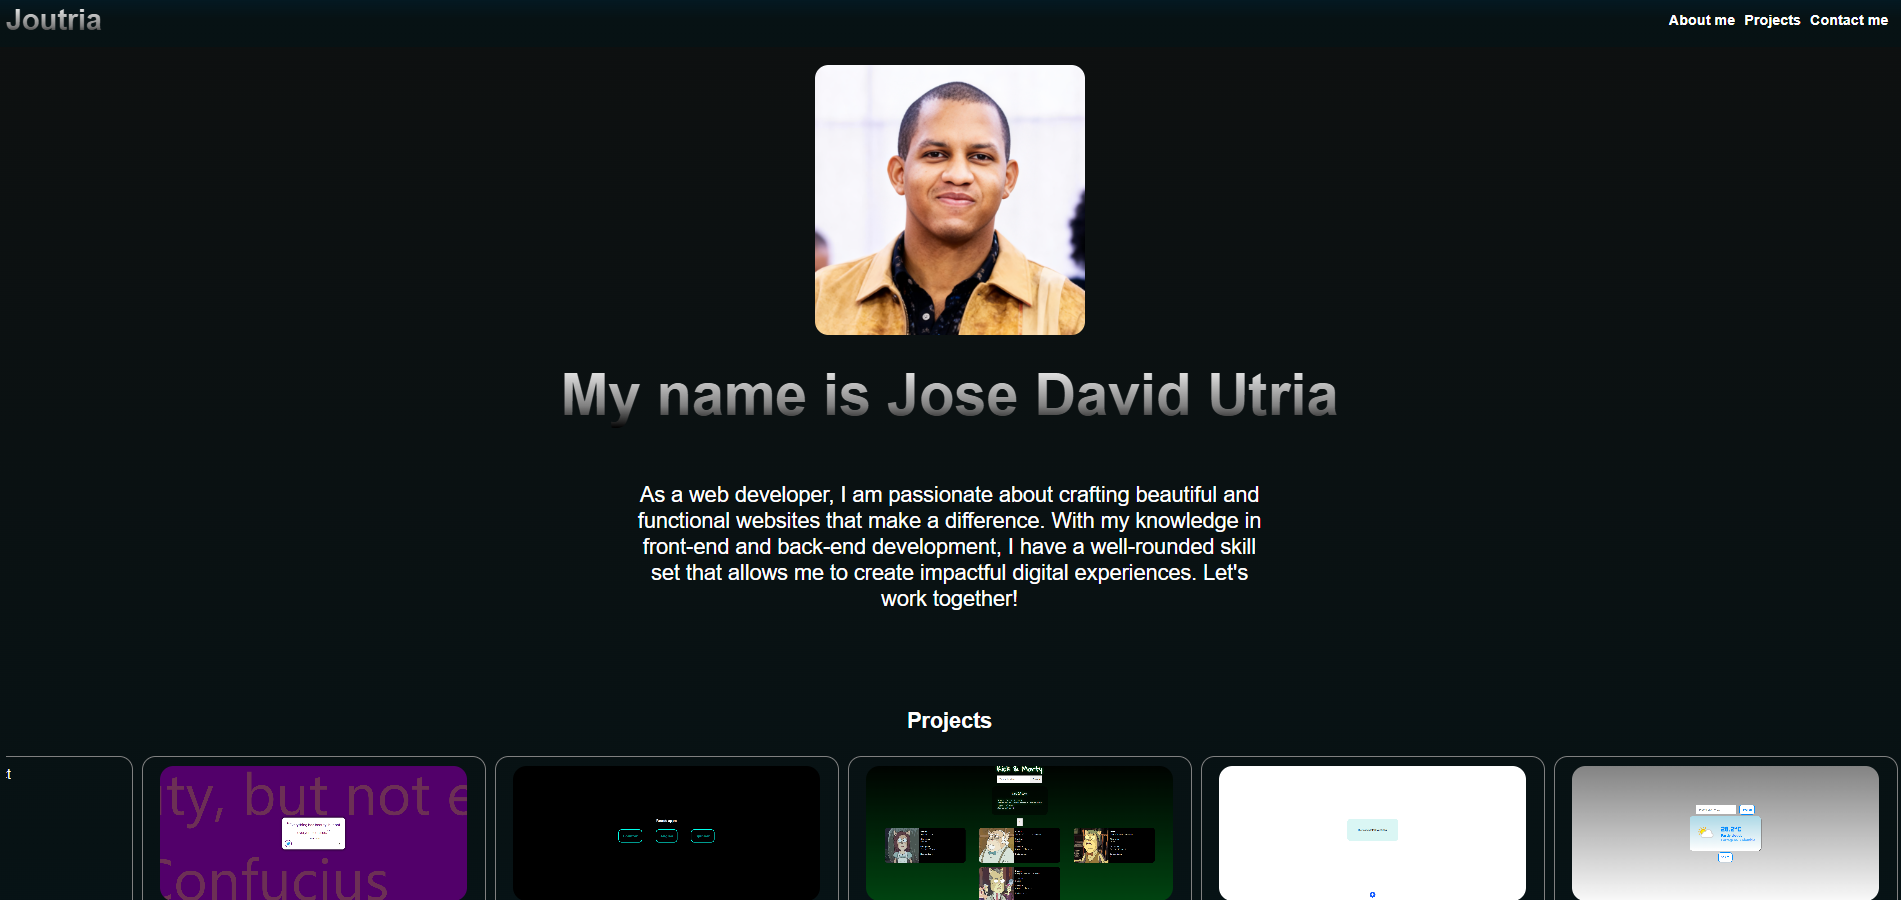 Joutria
About me Projects Contact me
My name is Jose David Utria
As a web developer, I am passionate about crafting beautiful and
functional websites that make a difference. With my knowledge in
front-end and back-end development, I have a well-rounded skill
set that allows me to create impactful digital experiences. Let's
work together!
Projects
t
ity, but not e
Confucius
Rick & Morty
28.2°C